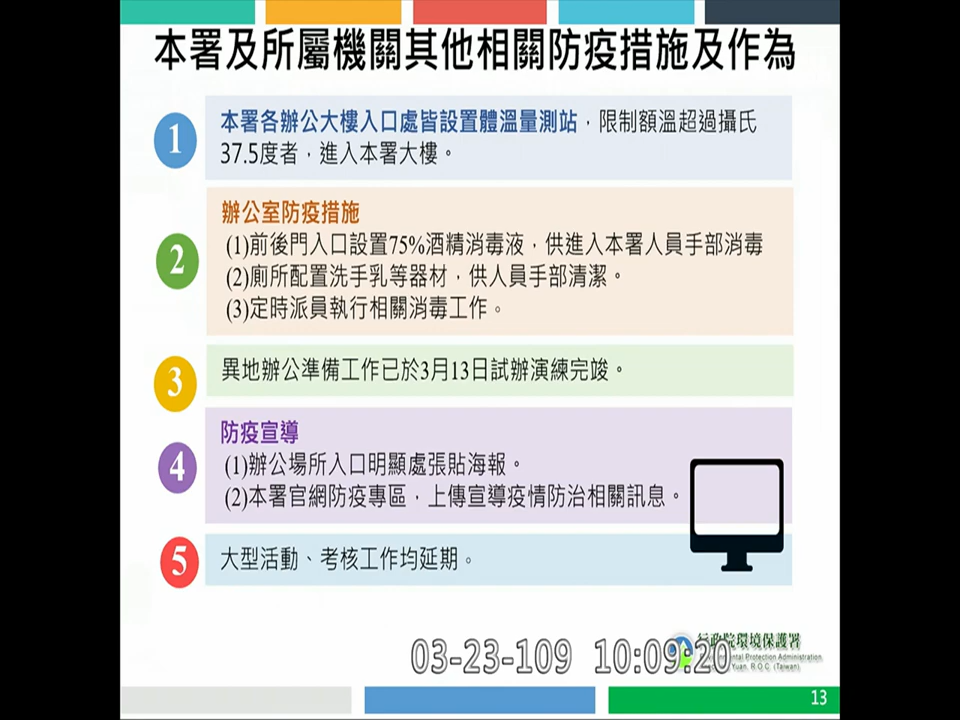 本署及所屬機關其他相關防疫措施及作為
1
本署各辦公大樓入口處皆設置體溫量測站，限制額溫超過攝氏
37.5度者，進入本署大樓。
2
辦公室防疫措施
(1)前後門入口設置75%酒精消毒液，供進入本署人員手部消毒
(2)廁所配置洗手乳等器材，供人員手部清潔。
(3)定時派員執行相關消毒工作。
3
異地辦公準備工作已於3月13日試辦演練完竣。
4
防疫宣導
(1)辦公場所入口明顯處張貼海報。
(2)本署官網防疫專區，上傳宣導疫情防治相關訊息。
5
大型活動、考核工作均延期。
行政院環境保護署
Environmental Protection Administration
Yuan, R.O.C. (Taiwan)
03-23-109 10:09:20
13